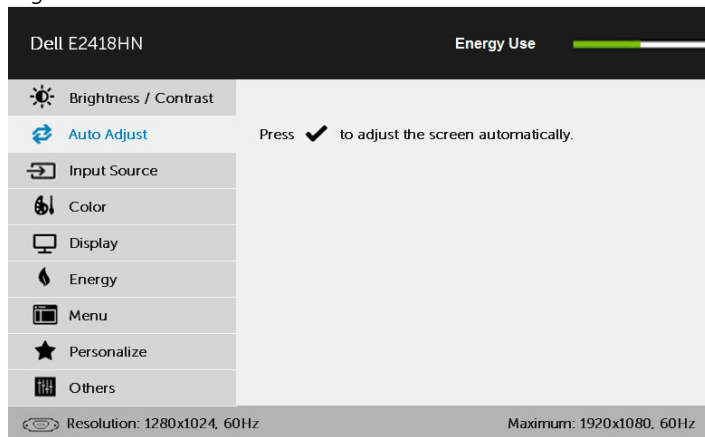 Dell E2418HN Energy Use
Brightness / Contrast
Auto Adjust Press ✔ to adjust the screen automatically.
Input Source
Color
Display
Energy
Menu
Personalize
Others
Resolution: 1280x1024, 60Hz Maximum: 1920x1080, 60Hz